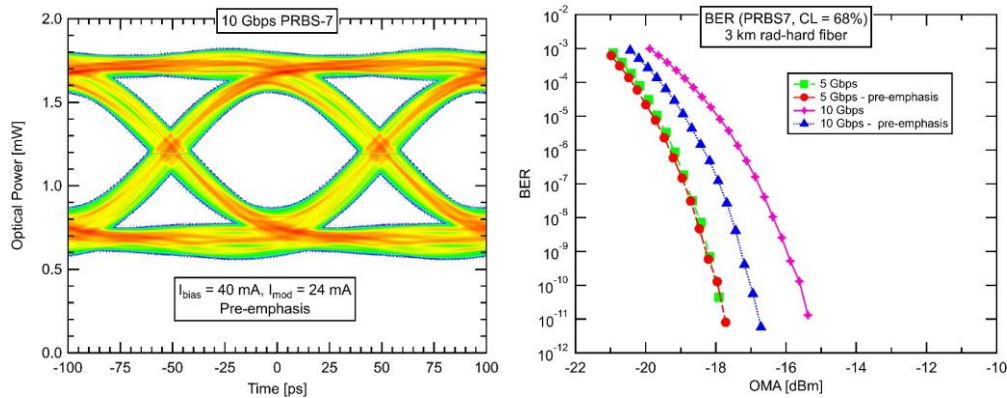 10 Gbps PRBS-7
Optical Power [mW]
2.0
1.5
1.0
0.5
0.0
I_bias = 40 mA, I_mod = 24 mA
Pre-emphasis
-100
-75
-50
-25
0
25
50
75
100
Time [ps]
BER (PRBS7, CL = 68%)
3 km rad-hard fiber
5 Gbps
5 Gbps - pre-emphasis
10 Gbps
10 Gbps - pre-emphasis
BER
10^-2
10^-3
10^-4
10^-5
10^-6
10^-7
10^-8
10^-9
10^-10
10^-11
10^-12
-22
-20
-18
-16
-14
-12
-10
OMA [dBm]